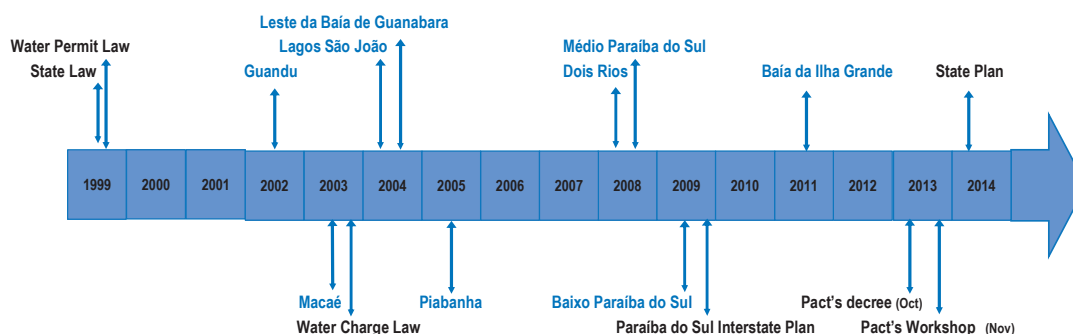 Leste da Baía de Guanabara
Water Permit Law
Lagos São João
Médio Paraíba do Sul
State Law
Guandu
Dois Rios
Baía da Ilha Grande
State Plan
1999 2000 2001 2002 2003 2004 2005 2006 2007 2008 2009 2010 2011 2012 2013 2014
Macaé
Piabanha
Baixo Paraíba do Sul
Pact's decree (Oct)
Water Charge Law
Paraíba do Sul Interstate Plan
Pact's Workshop (Nov)